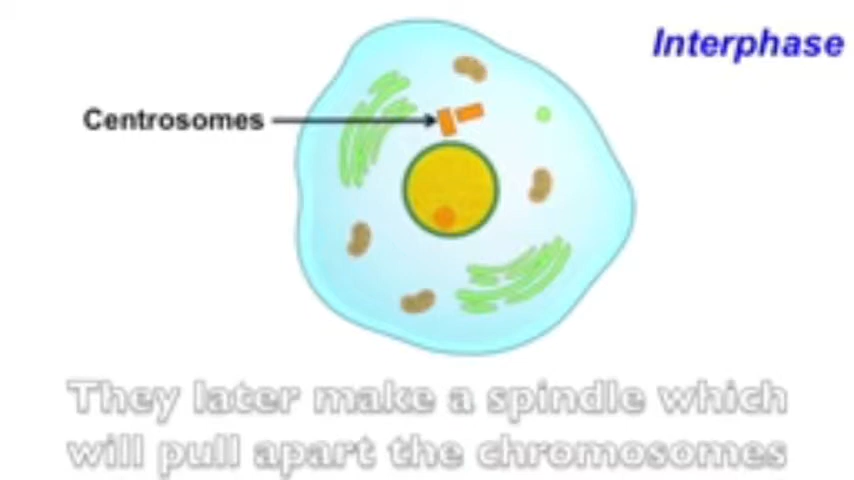 Interphase
Centrosomes
They later make a spindle which
will pull apart the chromosomes